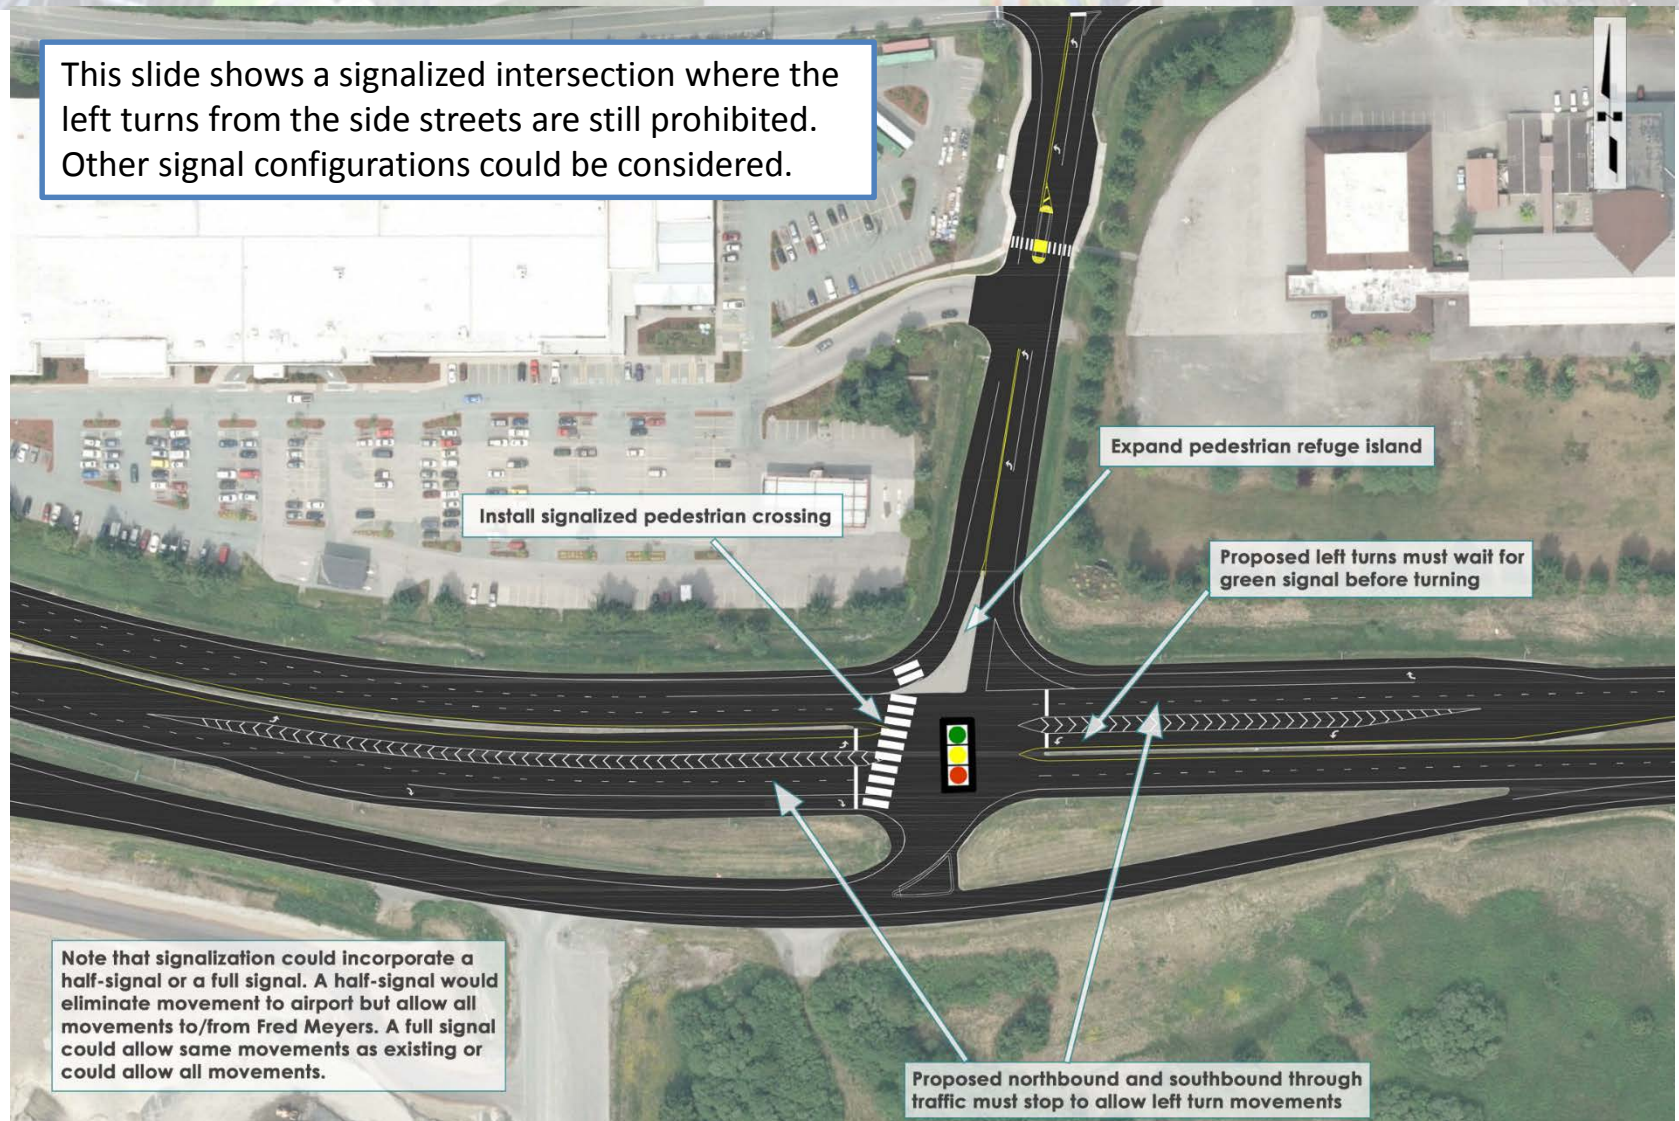 This slide shows a signalized intersection where the
left turns from the side streets are still prohibited.
Other signal configurations could be considered.
Expand pedestrian refuge island
Install signalized pedestrian crossing
Proposed left turns must wait for
green signal before turning
Note that signalization could incorporate a
half-signal or a full signal. A half-signal would
eliminate movement to airport but allow all
movements to/from Fred Meyers. A full signal
could allow same movements as existing or
could allow all movements.
Proposed northbound and southbound through
traffic must stop to allow left turn movements